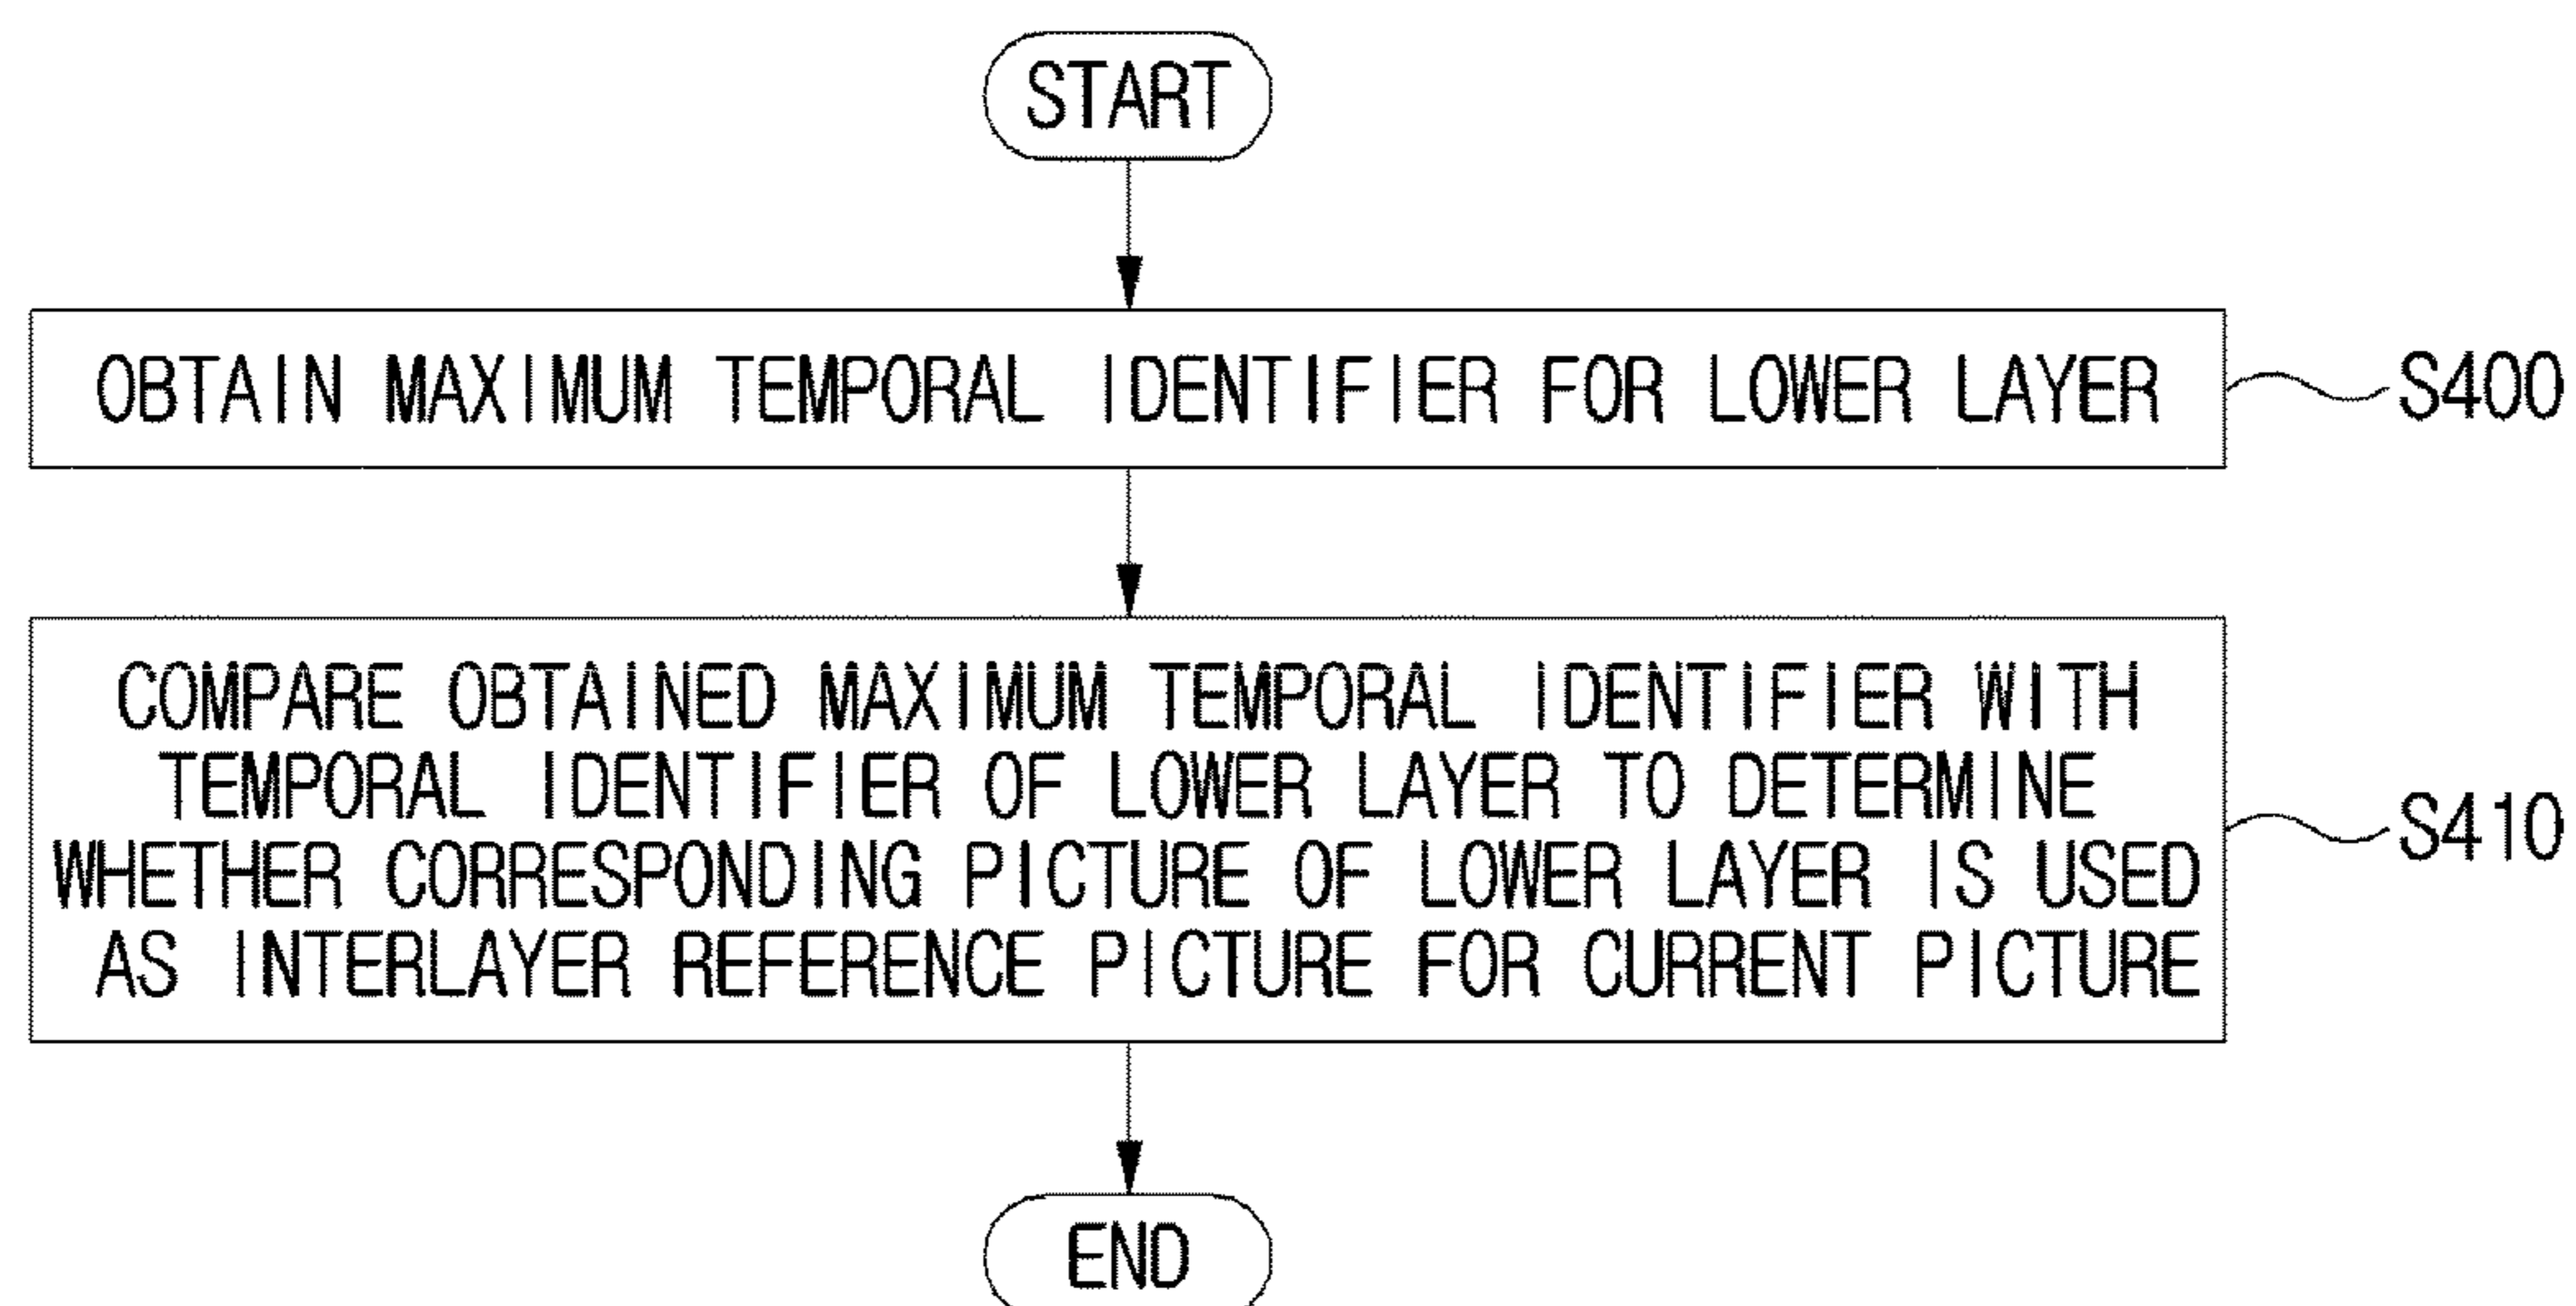 START
OBTAIN MAXIMUM TEMPORAL IDENTIFIER FOR LOWER LAYER
S400
COMPARE OBTAINED MAXIMUM TEMPORAL IDENTIFIER WITH
TEMPORAL IDENTIFIER OF LOWER LAYER TO DETERMINE
WHETHER CORRESPONDING PICTURE OF LOWER LAYER IS USED
AS INTERLAYER REFERENCE PICTURE FOR CURRENT PICTURE
S410
END